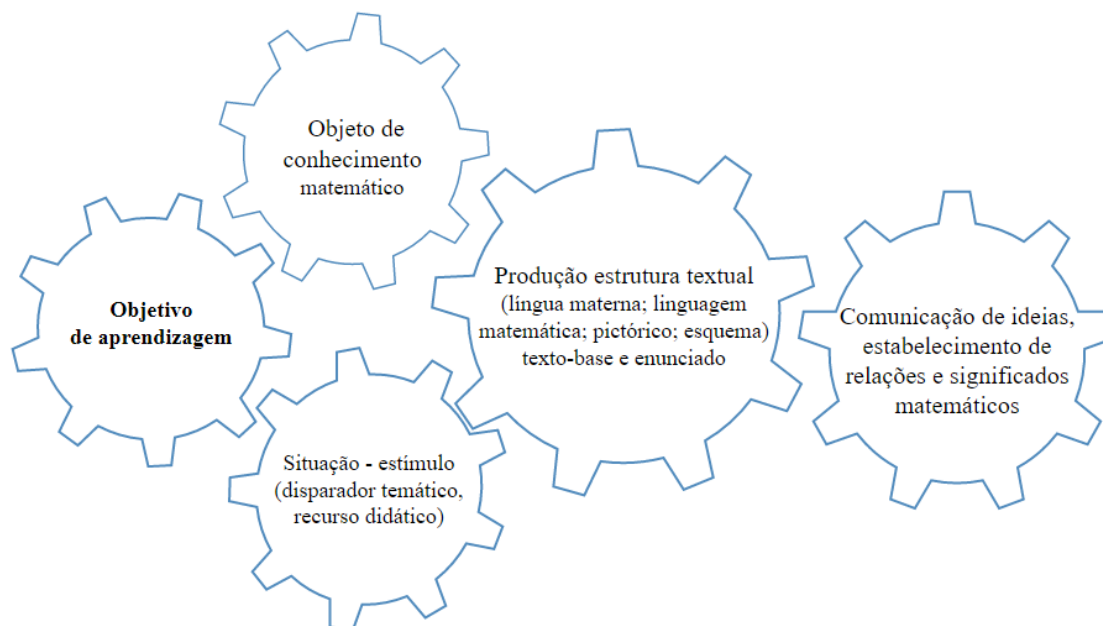 Objeto de
conhecimento
matemático
Objetivo
de aprendizagem
Situação - estímulo
(disparador temático,
recurso didático)
Produção estrutura textual
(língua materna; linguagem
matemática; pictórico; esquema)
texto-base e enunciado
Comunicação de ideias,
estabelecimento de
relações e significados
matemáticos